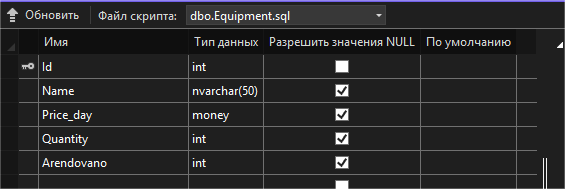 Обновить Файл скрипта: dbo.Equipment.sql
Имя Тип данных Разрешить значения NULL По умолчанию
Id int
Name nvarchar(50)
Price_day money
Quantity int
Arendovano int